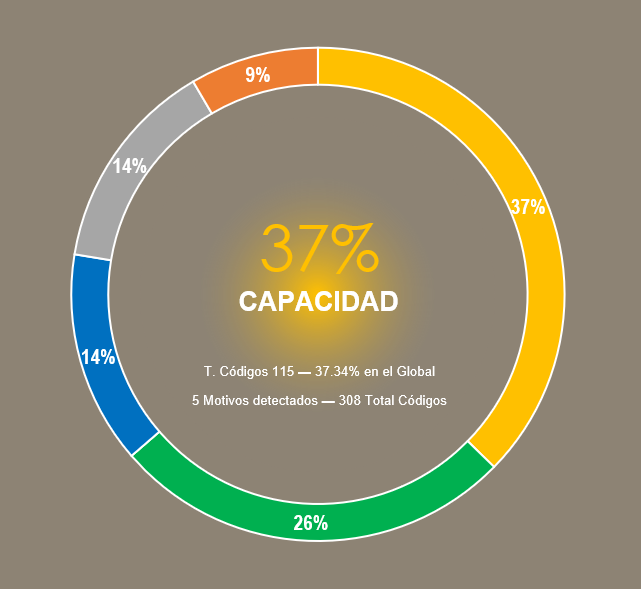 9%
14%
37%
37%
CAPACIDAD
14%
T. Códigos 115 — 37.34% en el Global
5 Motivos detectados — 308 Total Códigos
26%